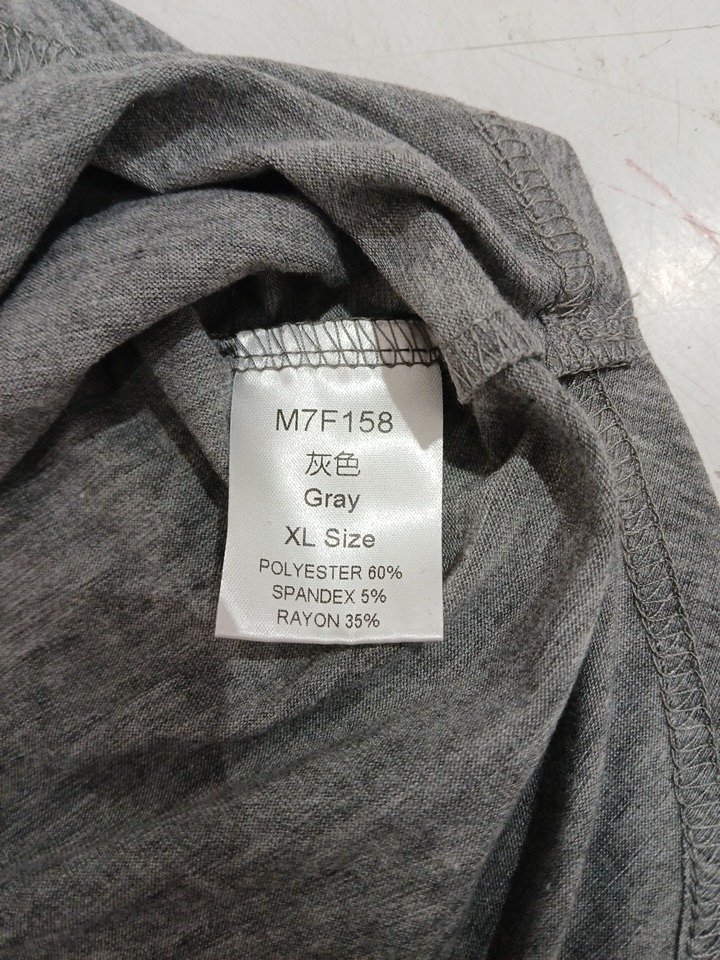 M7F158
灰色
Gray
XL Size
POLYESTER 60%
SPANDEX 5%
RAYON 35%